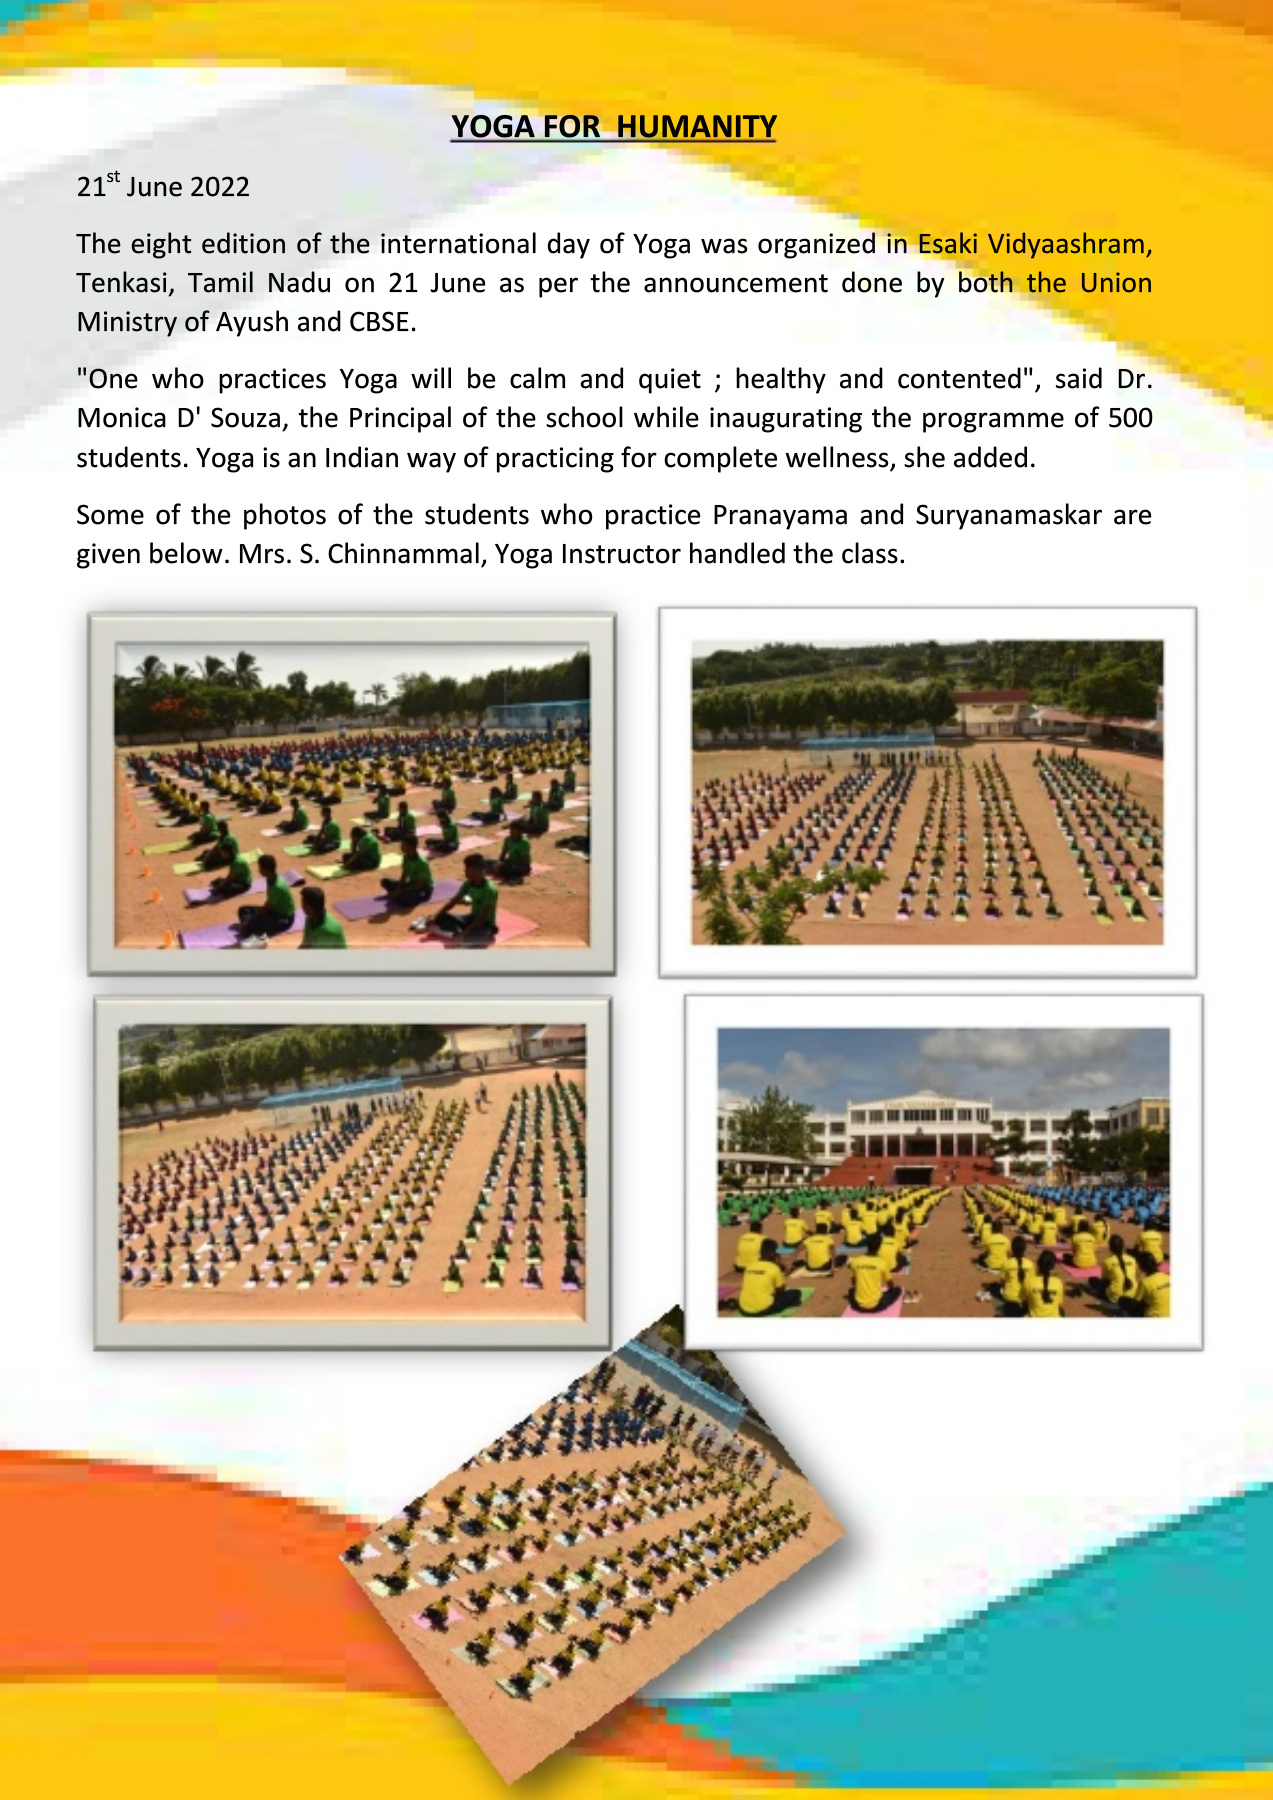 YOGA FOR HUMANITY
21st June 2022
The eight edition of the international day of Yoga was organized in Esaki Vidyaashram,
Tenkasi, Tamil Nadu on 21 June as per the announcement done by both the Union
Ministry of Ayush and CBSE.
"One who practices Yoga will be calm and quiet ; healthy and contented", said Dr.
Monica D' Souza, the Principal of the school while inaugurating the programme of 500
students. Yoga is an Indian way of practicing for complete wellness, she added.
Some of the photos of the students who practice Pranayama and Suryanamaskar are
given below. Mrs. S. Chinnammal, Yoga Instructor handled the class.